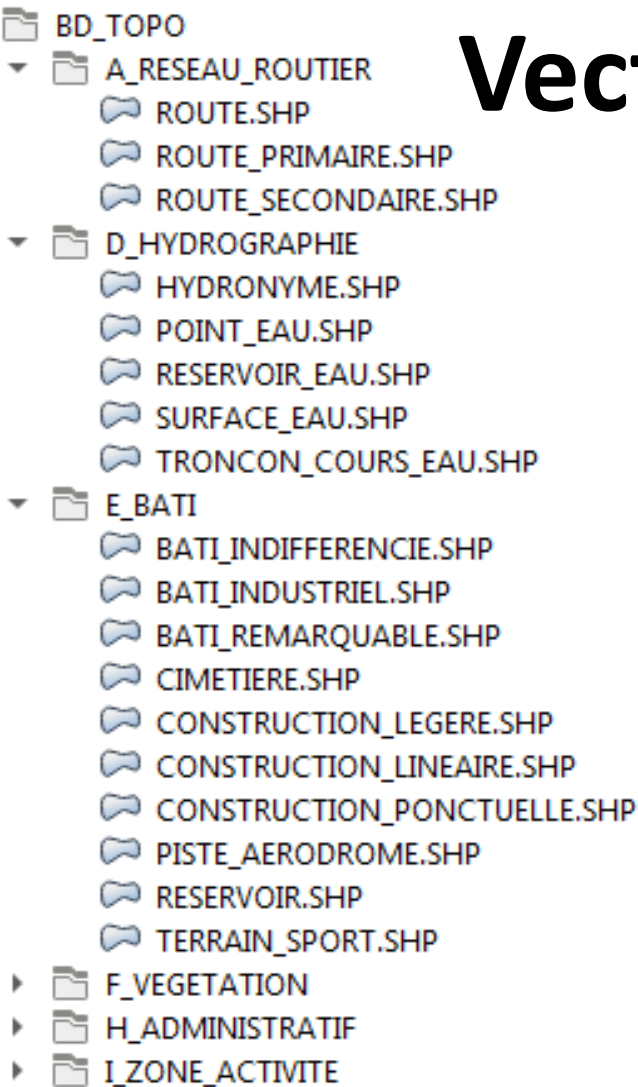 BD_TOPO
Vect
A_RESEAU_ROUTIER
ROUTE.SHP
ROUTE_PRIMAIRE.SHP
ROUTE_SECONDAIRE.SHP
D_HYDROGRAPHIE
HYDRONYME.SHP
POINT_EAU.SHP
RESERVOIR_EAU.SHP
SURFACE_EAU.SHP
TRONCON_COURS_EAU.SHP
E_BATI
BATI_INDIFFERENCIE.SHP
BATI_INDUSTRIEL.SHP
BATI_REMARQUABLE.SHP
CIMETIERE.SHP
CONSTRUCTION_LEGERE.SHP
CONSTRUCTION_LINEAIRE.SHP
CONSTRUCTION_PONCTUELLE.SHP
PISTE_AERODROME.SHP
RESERVOIR.SHP
TERRAIN_SPORT.SHP
F_VEGETATION
H_ADMINISTRATIF
I_ZONE_ACTIVITE